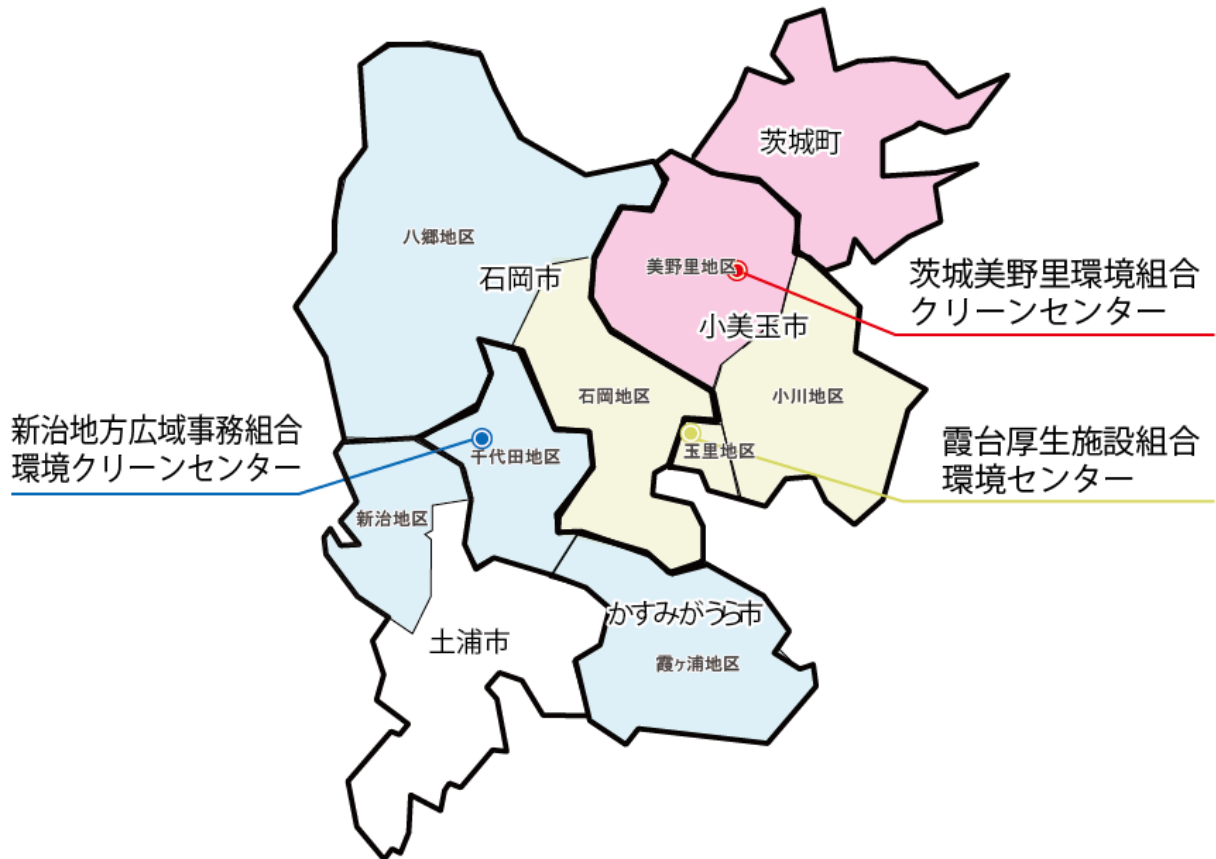 茨城町
八郷地区
美野里地区
石岡市
茨城美野里環境組合
クリーンセンター
小美玉市
石岡地区
小川地区
新治地方広域事務組合
環境クリーンセンター
千代田地区
玉里地区
霞台厚生施設組合
環境センター
新治地区
かすみがうら市
土浦市
霞ヶ浦地区